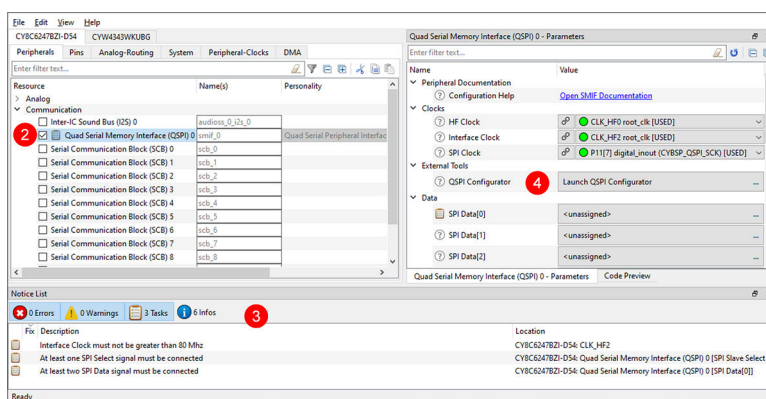 File Edit View Help
CY8C6247BZI-D54 CYW4343WKUBG
Peripherals Pins Analog-Routing System Peripheral-Clocks DMA
Enter filter text...
Resource Name(s) Personality
Analog
Communication
Inter-IC Sound Bus (I2S) 0 audioss_0_i2s_0
2 Quad Serial Memory Interface (QSPI) 0 smif_0 Quad Serial Peripheral Interfac
Serial Communication Block (SCB) 0 scb_0
Serial Communication Block (SCB) 1 scb_1
Serial Communication Block (SCB) 2 scb_2
Serial Communication Block (SCB) 3 scb_3
Serial Communication Block (SCB) 4 scb_4
Serial Communication Block (SCB) 5 scb_5
Serial Communication Block (SCB) 6 scb_6
Serial Communication Block (SCB) 7 scb_7
Serial Communication Block (SCB) 8 scb_8
Quad Serial Memory Interface (QSPI) 0 - Parameters
Enter filter text...
Name Value
Peripheral Documentation
Configuration Help Open SMIF Documentation
Clocks
HF Clock CLK_HF0 root_clk [USED]
Interface Clock CLK_HF2 root_clk [USED]
SPI Clock P11[7] digital_inout (CYBSP_QSPI_SCK) [USED]
External Tools
QSPI Configurator 4 Launch QSPI Configurator ...
Data
SPI Data[0] <unassigned> ...
SPI Data[1] <unassigned> ...
SPI Data[2] <unassigned> ...
Quad Serial Memory Interface (QSPI) 0 - Parameters Code Preview
Notice List
0 Errors 0 Warnings 3 Tasks 6 Infos 3
Fix Description Location
Interface Clock must not be greater than 80 Mhz CY8C6247BZI-D54: CLK_HF2
At least one SPI Select signal must be connected CY8C6247BZI-D54: Quad Serial Memory Interface (QSPI) 0 [SPI Slave Select
At least two SPI Data signal must be connected CY8C6247BZI-D54: Quad Serial Memory Interface (QSPI) 0 [SPI Data[0]]
Ready